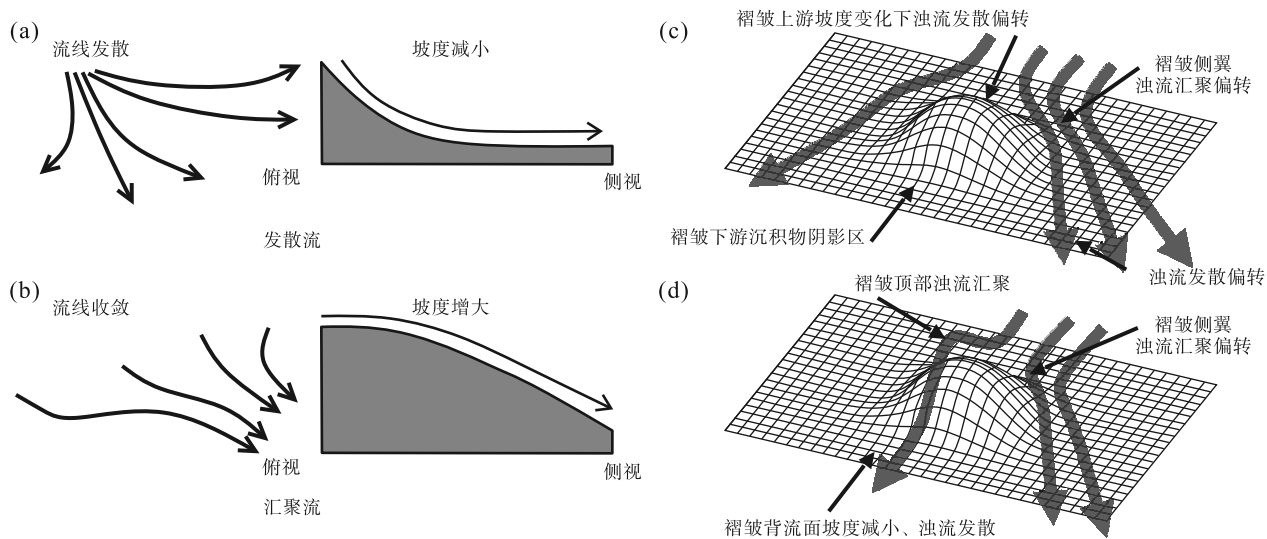 (a)
流线发散
坡度减小
俯视
侧视
发散流
(b)
流线收敛
坡度增大
俯视
侧视
汇聚流
(c)
褶皱上游坡度变化下浊流发散偏转
褶皱侧翼
浊流汇聚偏转
褶皱下游沉积物阴影区
浊流发散偏转
(d)
褶皱顶部浊流汇聚
褶皱侧翼
浊流汇聚偏转
褶皱背流面坡度减小、浊流发散